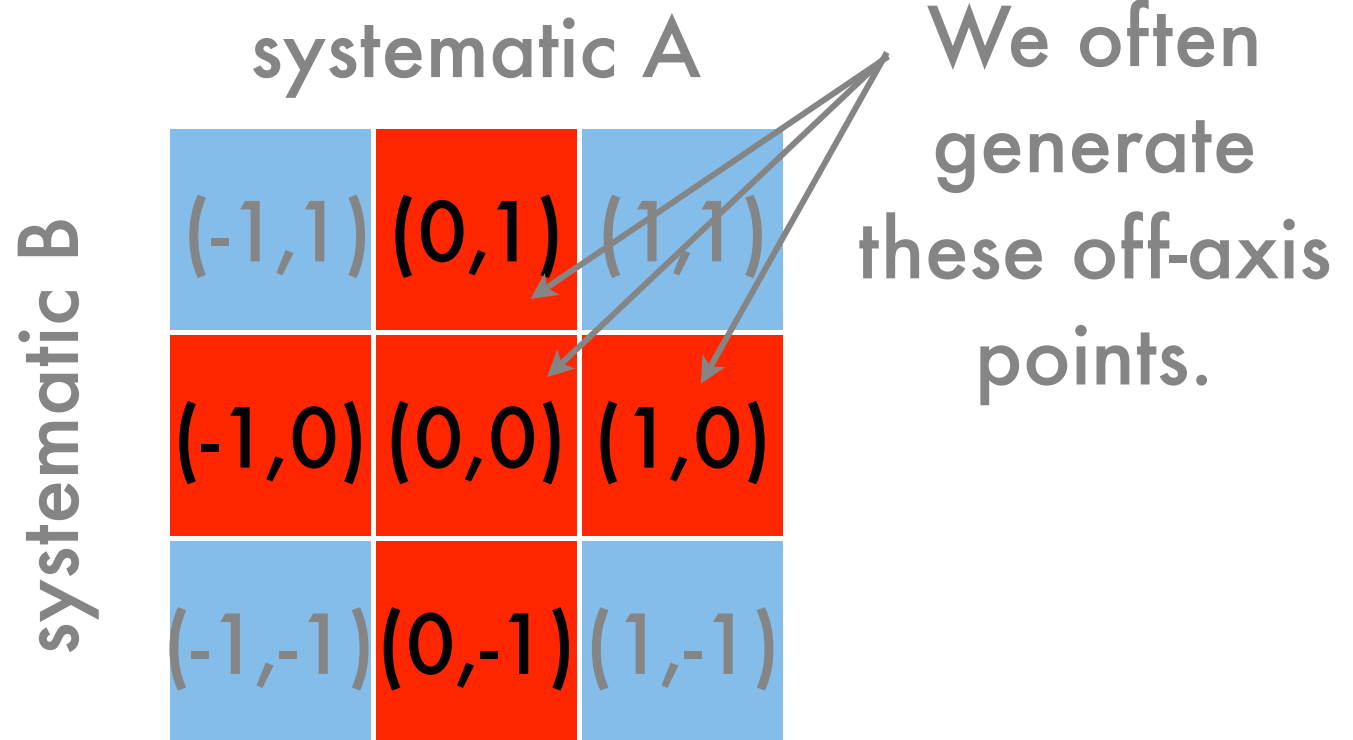 systematic A
We often
generate
these off-axis
points.
systematic B
(-1,1) (0,1) (1,1)
(-1,0) (0,0) (1,0)
(-1,-1) (0,-1) (1,-1)